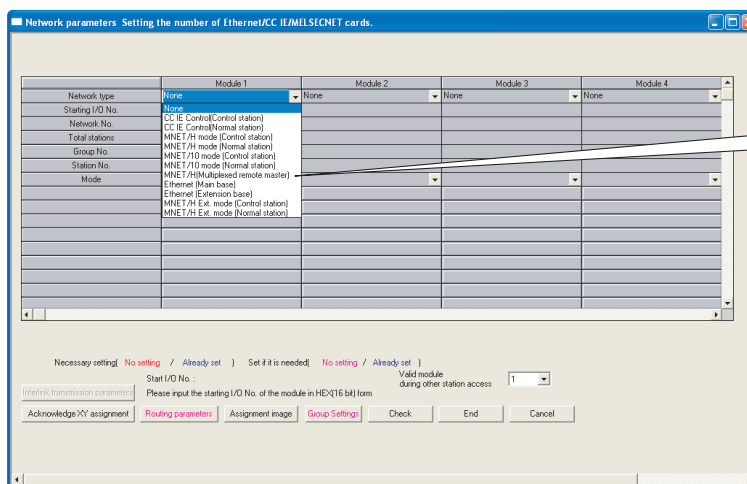 Network parameters Setting the number of Ethernet/CC IE/MELSECNET cards.
Module 1 Module 2 Module 3 Module 4
Network type None None None None
Starting I/O No. None
Network No. CC IE Control(Control station)
CC IE Control(Normal station)
Total stations MNET/H mode (Control station)
MNET/H mode (Normal station)
Group No. MNET/10 mode (Control station)
Station No. MNET/10 mode (Normal station)
Mode MNET/H(Multiplexed remote master)
Ethernet (Main base)
Ethernet (Extension base)
MNET/H Ext. mode (Control station)
MNET/H Ext. mode (Normal station)
Necessary setting( No setting / Already set ) Set if it is needed( No setting / Already set )
Start I/O No. : Valid module
during other station access 1
Interlink transmission parameters Please input the starting I/O No. of the module in HEX(16 bit) form
Acknowledge XY assignment Routing parameters Assignment image Group Settings Check End Cancel